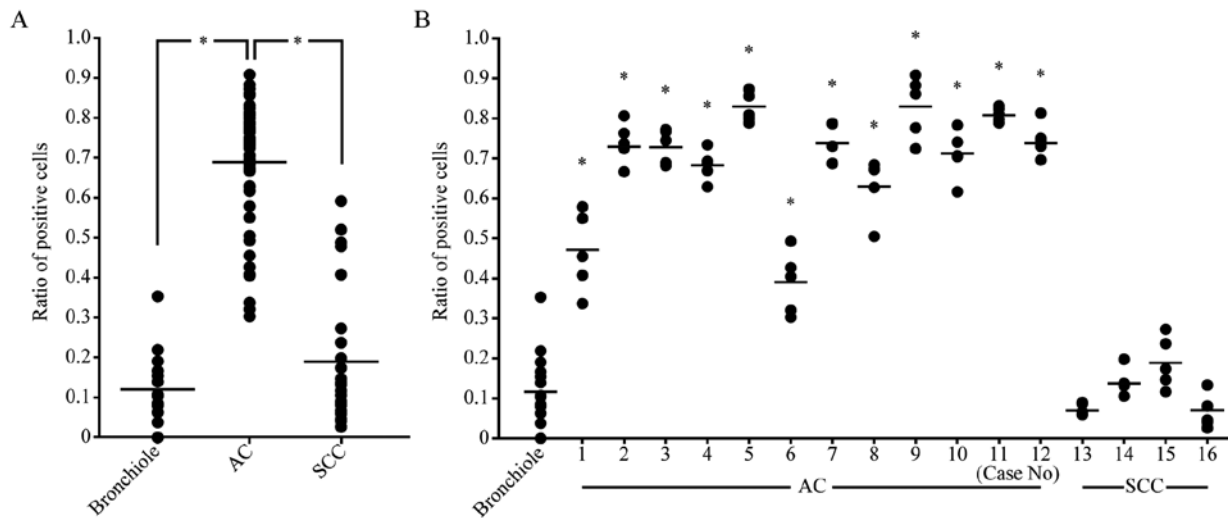 A
Ratio of positive cells
1.0
0.9
0.8
0.7
0.6
0.5
0.4
0.3
0.2
0.1
0
* *
Bronchiole AC SCC
B
Ratio of positive cells
1.0
0.9
0.8
0.7
0.6
0.5
0.4
0.3
0.2
0.1
0
* * * * * * * * * * * *
Bronchiole 1 2 3 4 5 6 7 8 9 10 11 12 13 14 15 16
(Case No)
AC SCC